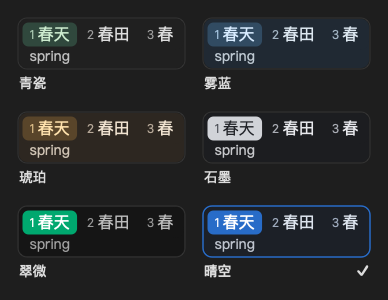 1 春天 2 春田 3 春
spring
青瓷
1 春天 2 春田 3 春
spring
雾蓝
1 春天 2 春田 3 春
spring
琥珀
1 春天 2 春田 3 春
spring
石墨
1 春天 2 春田 3 春
spring
翠微
1 春天 2 春田 3 春
spring
晴空